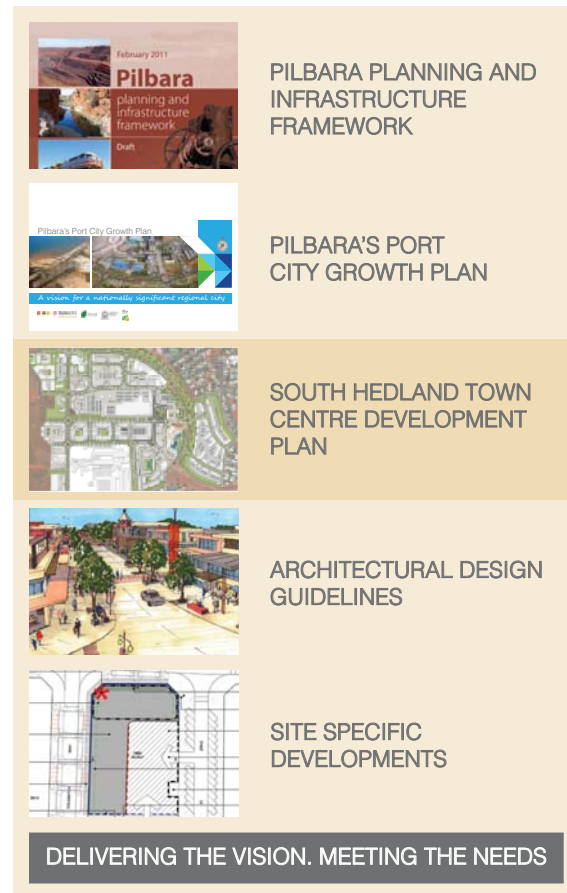 February 2011
Pilbara
planning and
infrastructure
framework
Draft
PILBARA PLANNING AND
INFRASTRUCTURE
FRAMEWORK
Pilbara's Port City Growth Plan
A vision for a nationally significant regional city
PILBARA'S PORT
CITY GROWTH PLAN
SOUTH HEDLAND TOWN
CENTRE DEVELOPMENT
PLAN
ARCHITECTURAL DESIGN
GUIDELINES
SITE SPECIFIC
DEVELOPMENTS
DELIVERING THE VISION. MEETING THE NEEDS